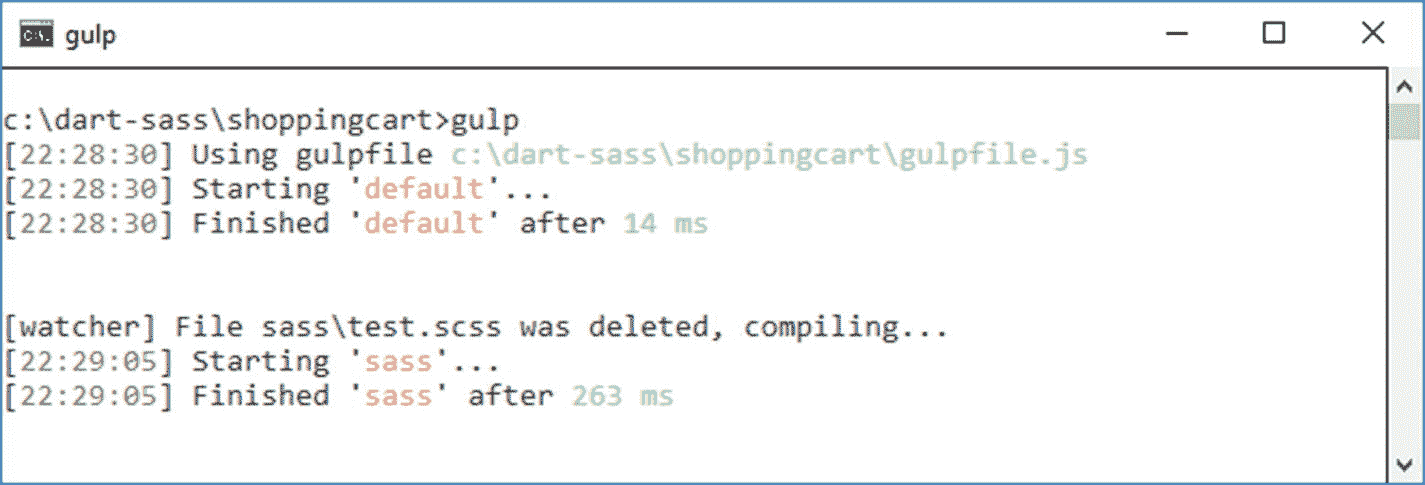 gulp
c:\dart-sass\shoppingcart>gulp
[22:28:30] Using gulpfile c:\dart-sass\shoppingcart\gulpfile.js
[22:28:30] Starting 'default'...
[22:28:30] Finished 'default' after 14 ms
[watcher] File sass\test.scss was deleted, compiling...
[22:29:05] Starting 'sass'...
[22:29:05] Finished 'sass' after 263 ms